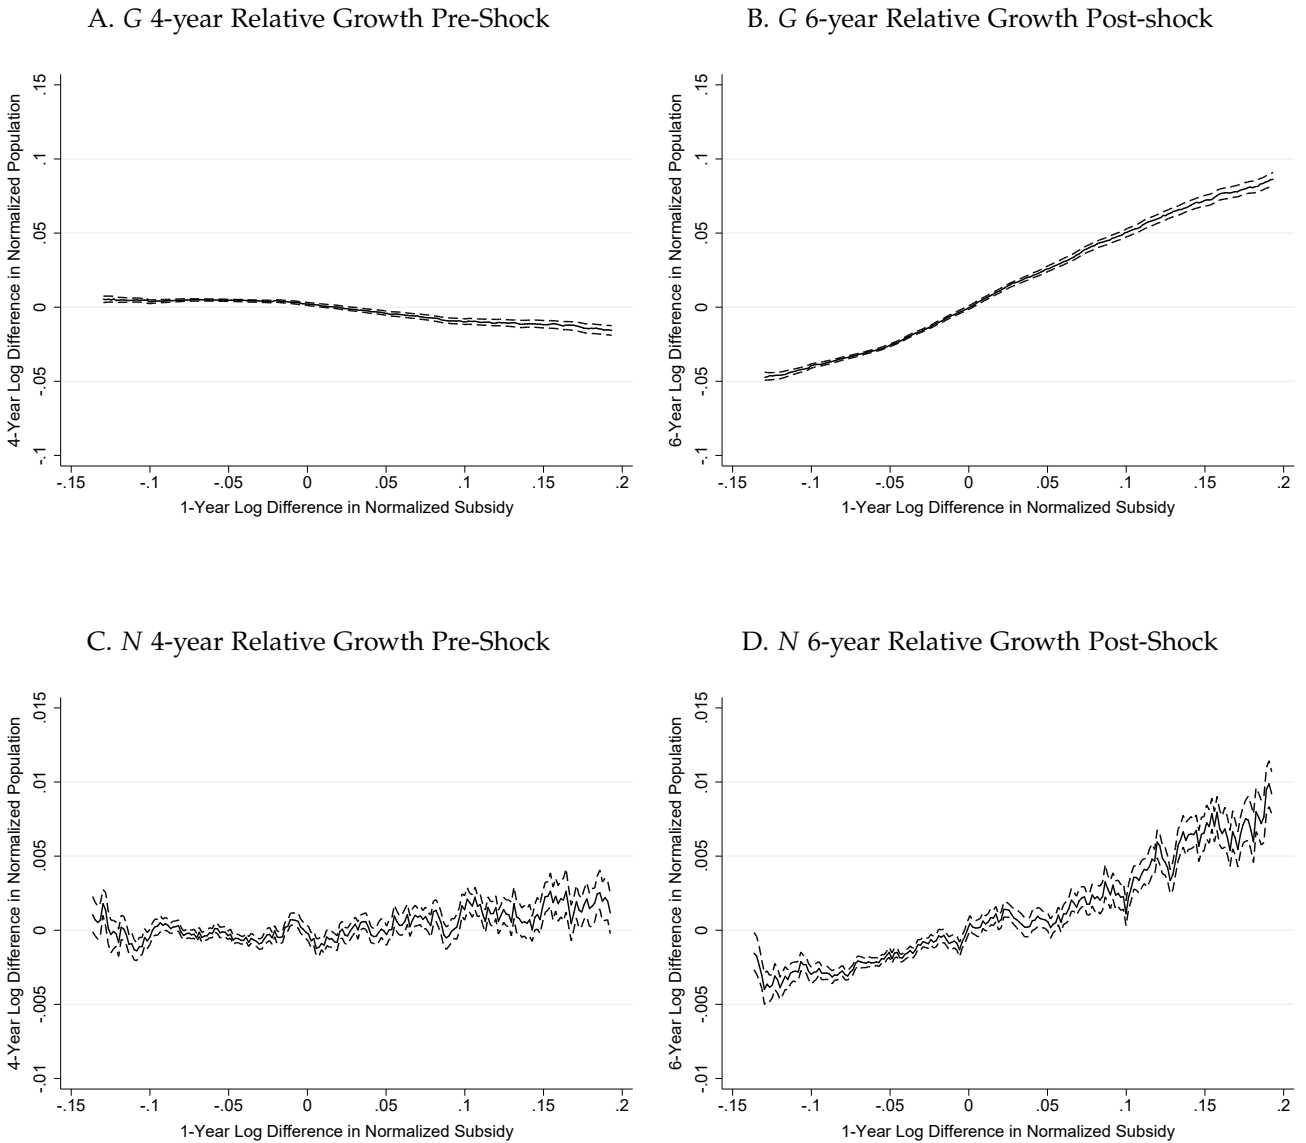 A. G 4-year Relative Growth Pre-Shock
B. G 6-year Relative Growth Post-shock
4-Year Log Difference in Normalized Population
.15
.1
.05
0
-.05
-.1
-.15 -.1 -.05 0 .05 .1 .15 .2
1-Year Log Difference in Normalized Subsidy
6-Year Log Difference in Normalized Population
.15
.1
.05
0
-.05
-.1
-.15 -.1 -.05 0 .05 .1 .15 .2
1-Year Log Difference in Normalized Subsidy
C. N 4-year Relative Growth Pre-Shock
D. N 6-year Relative Growth Post-Shock
4-Year Log Difference in Normalized Population
.015
.01
.005
0
-.005
-.01
-.15 -.1 -.05 0 .05 .1 .15 .2
1-Year Log Difference in Normalized Subsidy
6-Year Log Difference in Normalized Population
.015
.01
.005
0
-.005
-.01
-.15 -.1 -.05 0 .05 .1 .15 .2
1-Year Log Difference in Normalized Subsidy